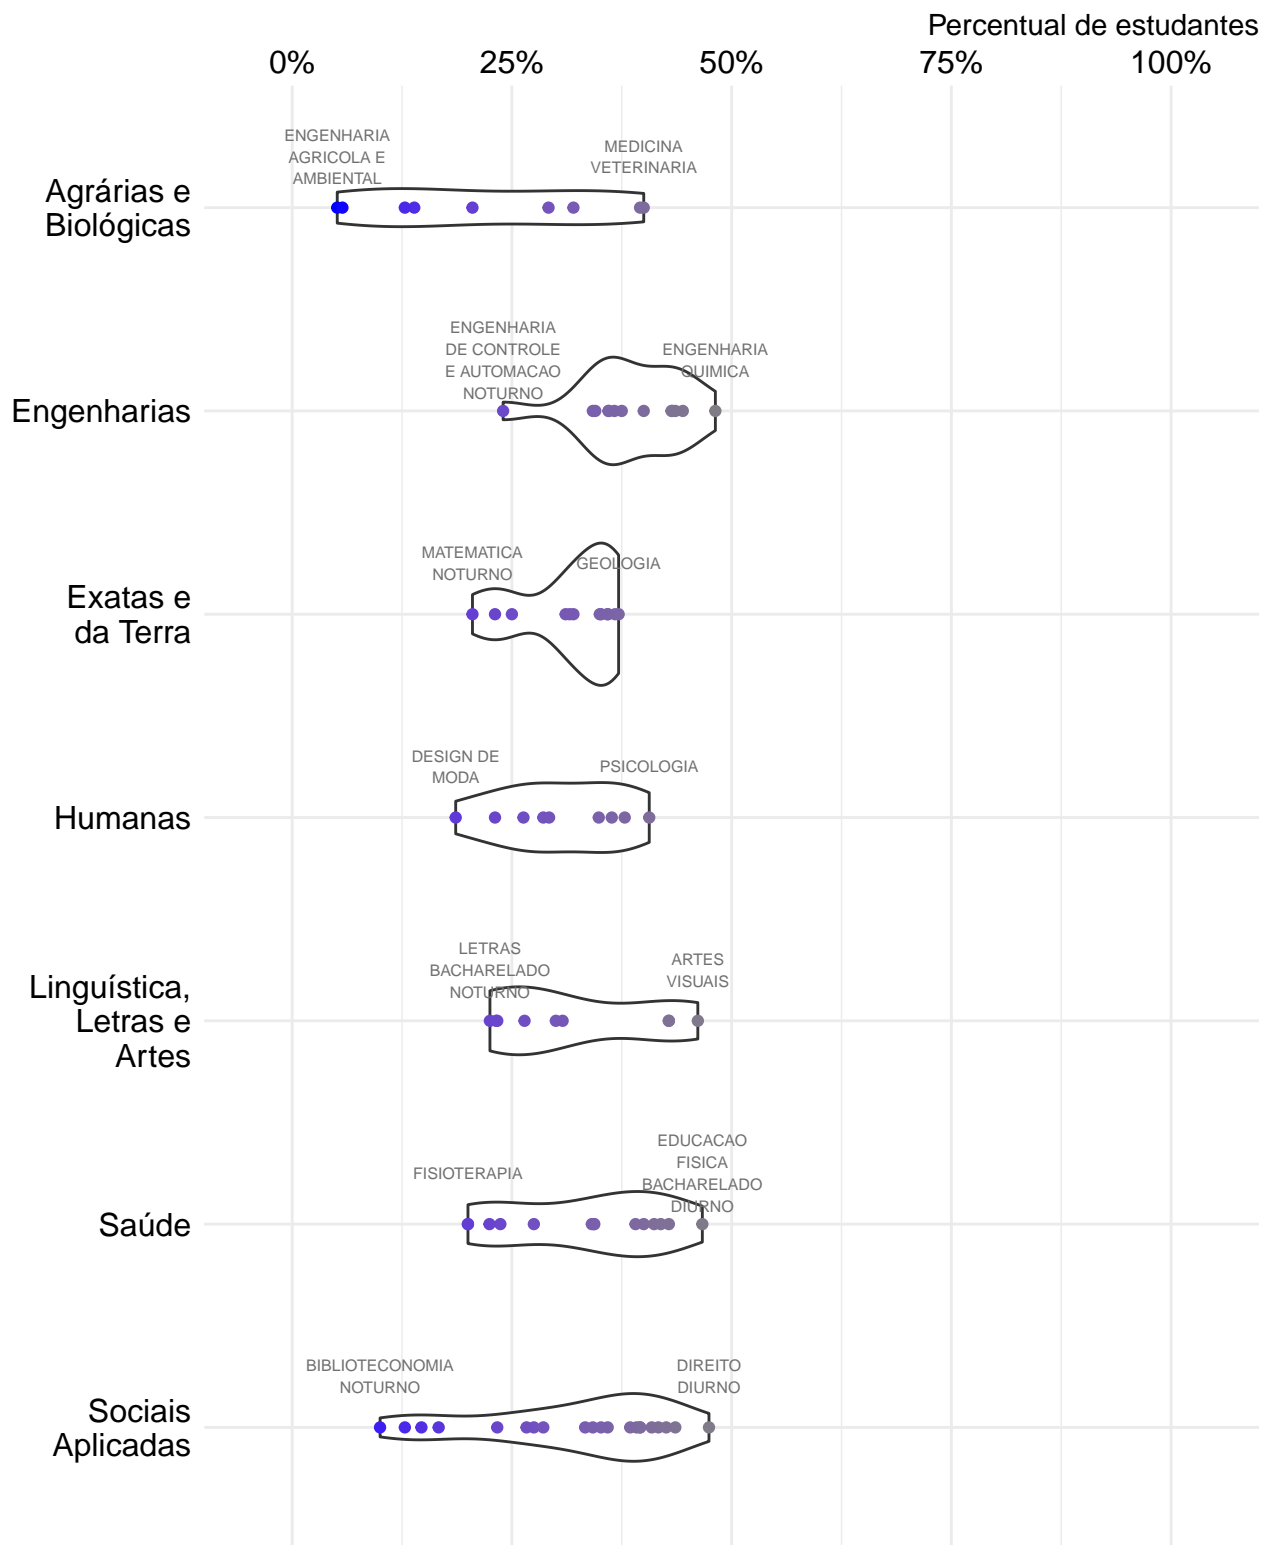 Percentual de estudantes
0% 25% 50% 75% 100%
ENGENHARIA
AGRICOLA E
AMBIENTAL
MEDICINA
VETERINARIA
Agrárias e
Biológicas
ENGENHARIA
DE CONTROLE
E AUTOMACAO
NOTURNO
ENGENHARIA
QUIMICA
Engenharias
MATEMATICA
NOTURNO
GEOLOGIA
Exatas e
da Terra
DESIGN DE
MODA
PSICOLOGIA
Humanas
LETRAS
BACHARELADO
NOTURNO
ARTES
VISUAIS
Linguística,
Letras e
Artes
FISIOTERAPIA
EDUCACAO
FISICA
BACHARELADO
DIURNO
Saúde
BIBLIOTECONOMIA
NOTURNO
DIREITO
DIURNO
Sociais
Aplicadas